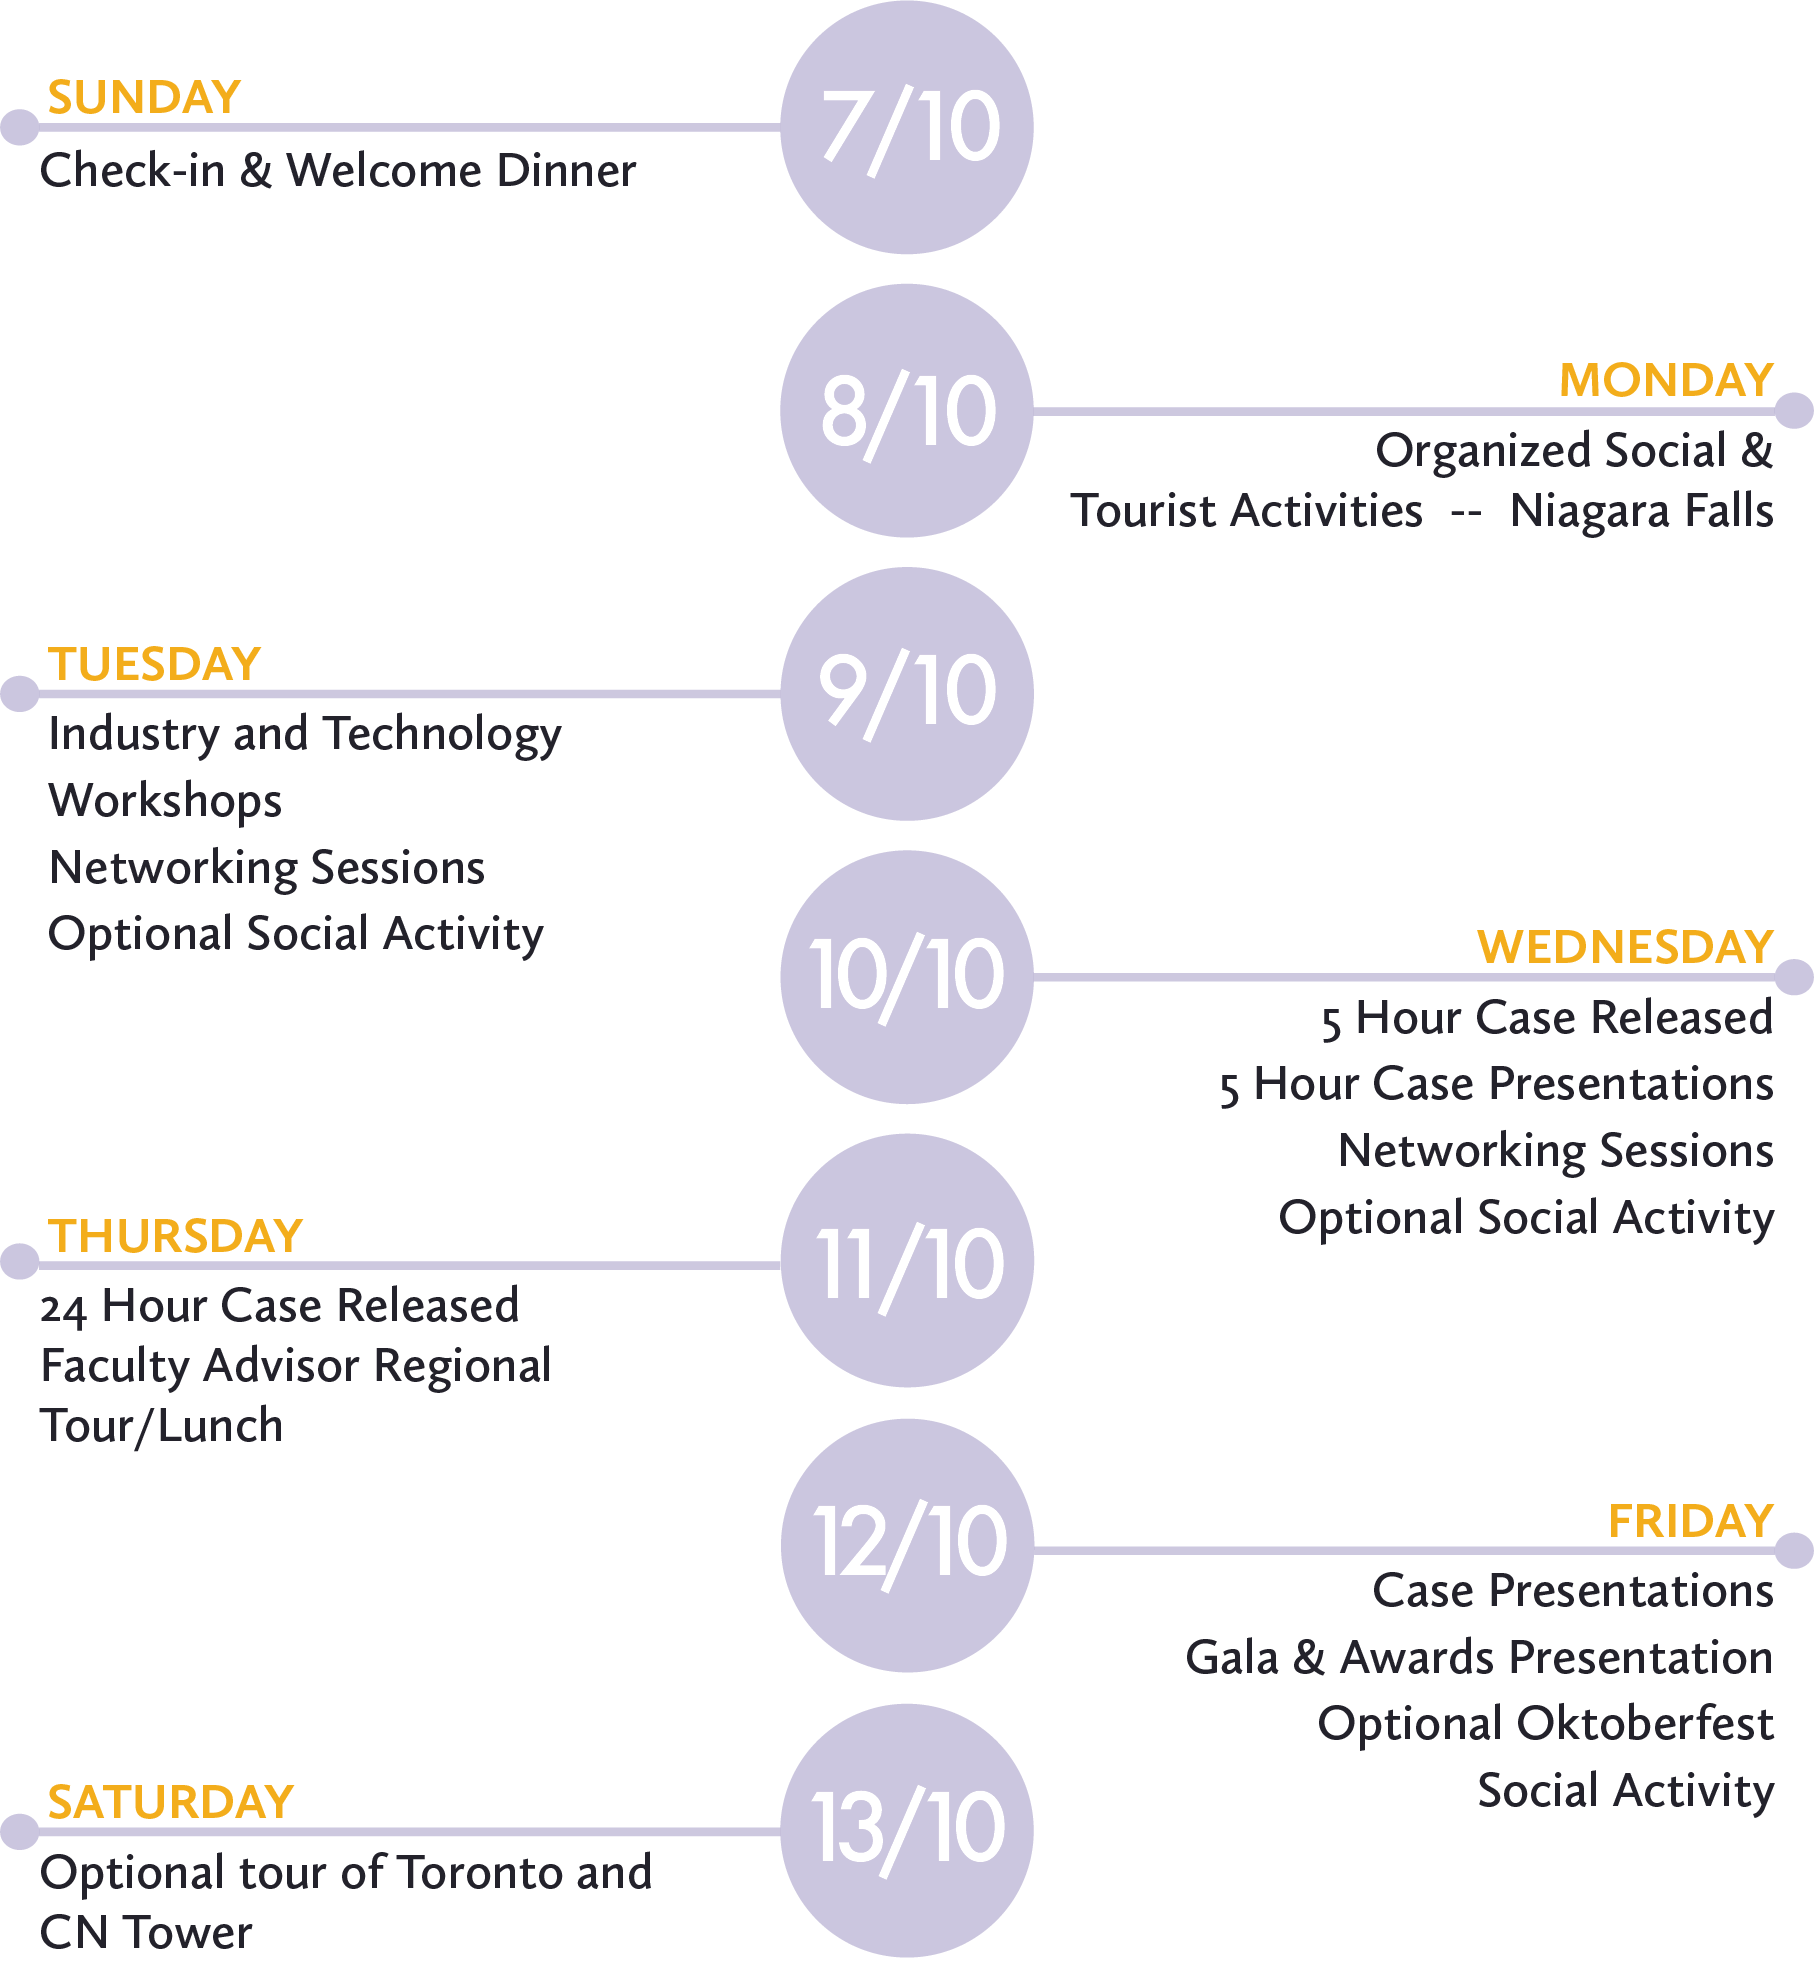 SUNDAY
7/10
Check-in & Welcome Dinner
8/10
MONDAY
Organized Social &
Tourist Activities -- Niagara Falls
TUESDAY
9/10
Industry and Technology
Workshops
Networking Sessions
Optional Social Activity
10/10
WEDNESDAY
5 Hour Case Released
5 Hour Case Presentations
Networking Sessions
Optional Social Activity
THURSDAY
11/10
24 Hour Case Released
Faculty Advisor Regional
Tour/Lunch
12/10
FRIDAY
Case Presentations
Gala & Awards Presentation
Optional Oktoberfest
Social Activity
SATURDAY
13/10
Optional tour of Toronto and
CN Tower